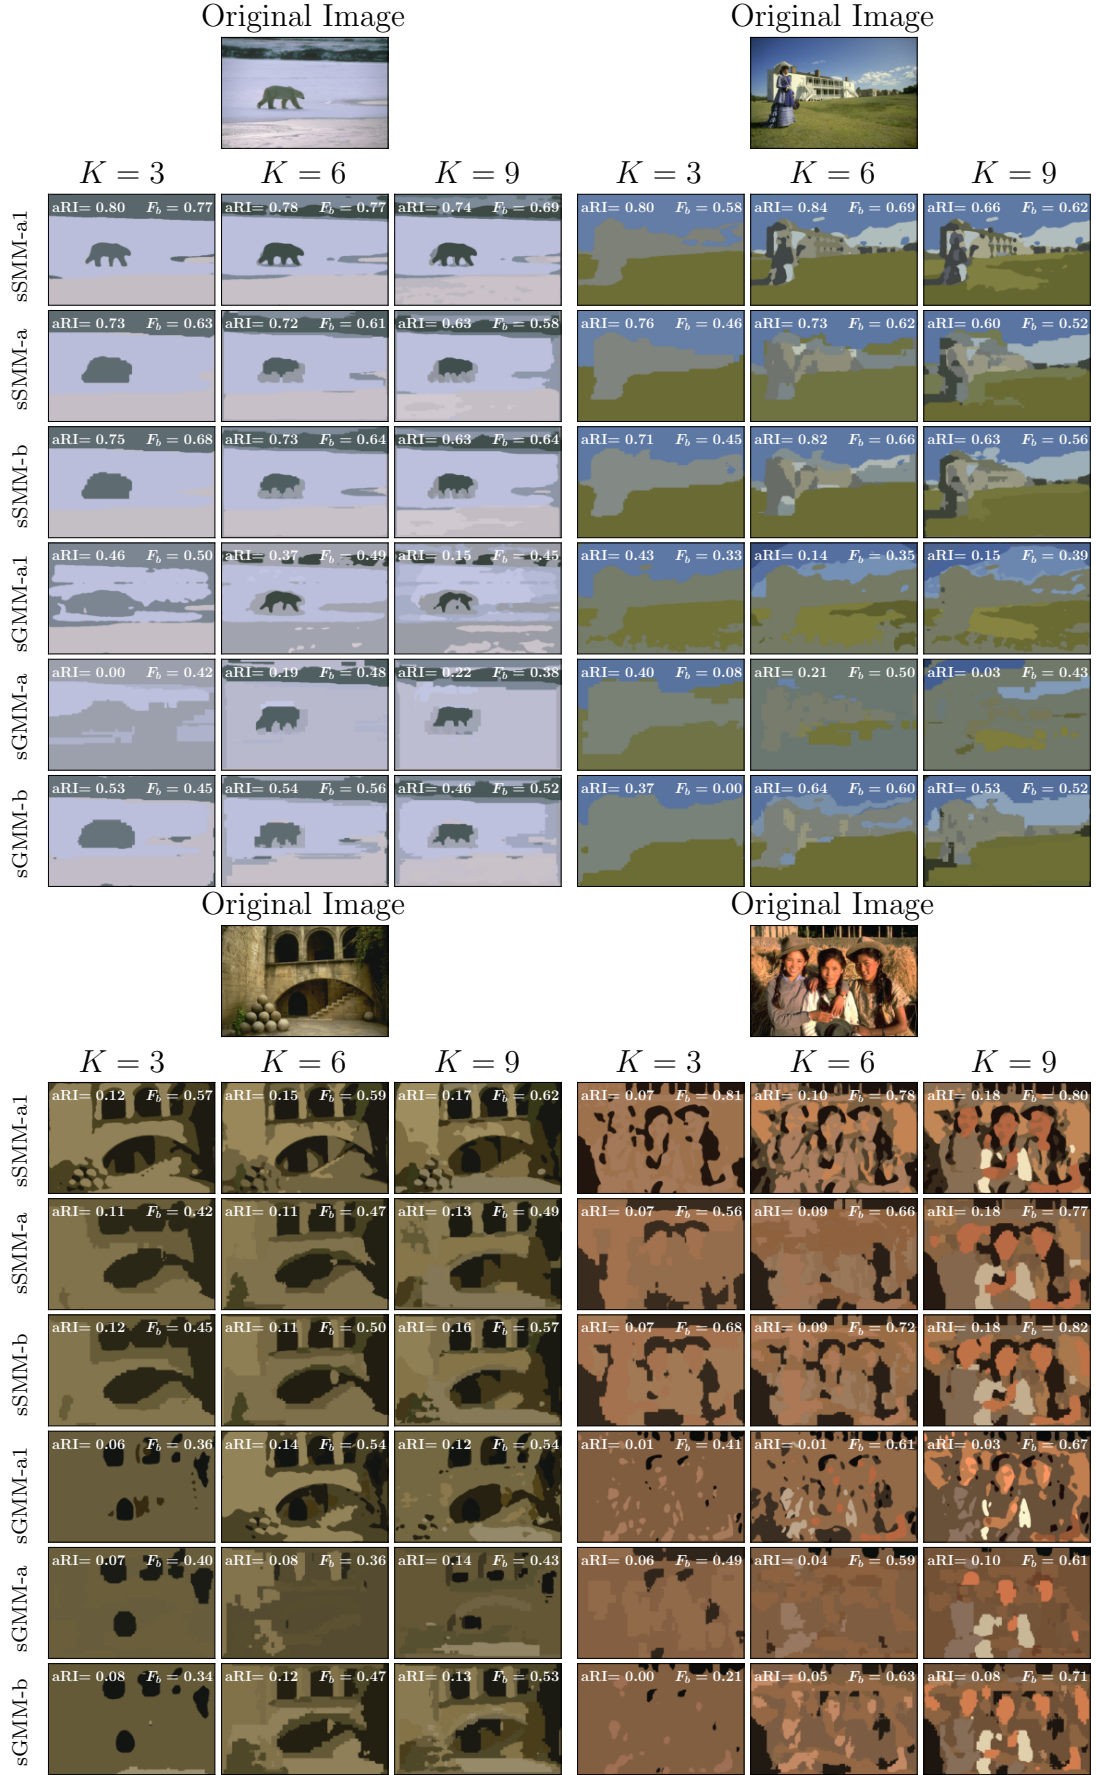 Original Image Original Image
K = 3 K = 6 K = 9 K = 3 K = 6 K = 9
sSMM-a1 aRI= 0.80 F_b = 0.77 aRI= 0.78 F_b = 0.77 aRI= 0.74 F_b = 0.69 aRI= 0.80 F_b = 0.58 aRI= 0.84 F_b = 0.69 aRI= 0.66 F_b = 0.62
sSMM-a aRI= 0.73 F_b = 0.63 aRI= 0.72 F_b = 0.61 aRI= 0.63 F_b = 0.58 aRI= 0.76 F_b = 0.46 aRI= 0.73 F_b = 0.62 aRI= 0.60 F_b = 0.52
sSMM-b aRI= 0.75 F_b = 0.68 aRI= 0.73 F_b = 0.64 aRI= 0.63 F_b = 0.64 aRI= 0.71 F_b = 0.45 aRI= 0.82 F_b = 0.66 aRI= 0.63 F_b = 0.56
sGMM-a1 aRI= 0.46 F_b = 0.50 aRI= 0.37 F_b = 0.49 aRI= 0.15 F_b = 0.45 aRI= 0.43 F_b = 0.33 aRI= 0.14 F_b = 0.35 aRI= 0.15 F_b = 0.39
sGMM-a aRI= 0.00 F_b = 0.42 aRI= 0.19 F_b = 0.48 aRI= 0.22 F_b = 0.38 aRI= 0.40 F_b = 0.08 aRI= 0.21 F_b = 0.50 aRI= 0.03 F_b = 0.43
sGMM-b aRI= 0.53 F_b = 0.45 aRI= 0.54 F_b = 0.56 aRI= 0.46 F_b = 0.52 aRI= 0.37 F_b = 0.00 aRI= 0.64 F_b = 0.60 aRI= 0.53 F_b = 0.52
Original Image Original Image
K = 3 K = 6 K = 9 K = 3 K = 6 K = 9
sSMM-a1 aRI= 0.12 F_b = 0.57 aRI= 0.15 F_b = 0.59 aRI= 0.17 F_b = 0.62 aRI= 0.07 F_b = 0.81 aRI= 0.10 F_b = 0.78 aRI= 0.18 F_b = 0.80
sSMM-a aRI= 0.11 F_b = 0.42 aRI= 0.11 F_b = 0.47 aRI= 0.13 F_b = 0.49 aRI= 0.07 F_b = 0.56 aRI= 0.09 F_b = 0.66 aRI= 0.18 F_b = 0.77
sSMM-b aRI= 0.12 F_b = 0.45 aRI= 0.11 F_b = 0.50 aRI= 0.16 F_b = 0.57 aRI= 0.07 F_b = 0.68 aRI= 0.09 F_b = 0.72 aRI= 0.18 F_b = 0.82
sGMM-a1 aRI= 0.06 F_b = 0.36 aRI= 0.14 F_b = 0.54 aRI= 0.12 F_b = 0.54 aRI= 0.01 F_b = 0.41 aRI= 0.01 F_b = 0.61 aRI= 0.03 F_b = 0.67
sGMM-a aRI= 0.07 F_b = 0.40 aRI= 0.08 F_b = 0.36 aRI= 0.14 F_b = 0.43 aRI= 0.06 F_b = 0.49 aRI= 0.04 F_b = 0.59 aRI= 0.10 F_b = 0.61
sGMM-b aRI= 0.08 F_b = 0.34 aRI= 0.12 F_b = 0.47 aRI= 0.13 F_b = 0.53 aRI= 0.00 F_b = 0.21 aRI= 0.05 F_b = 0.63 aRI= 0.08 F_b = 0.71